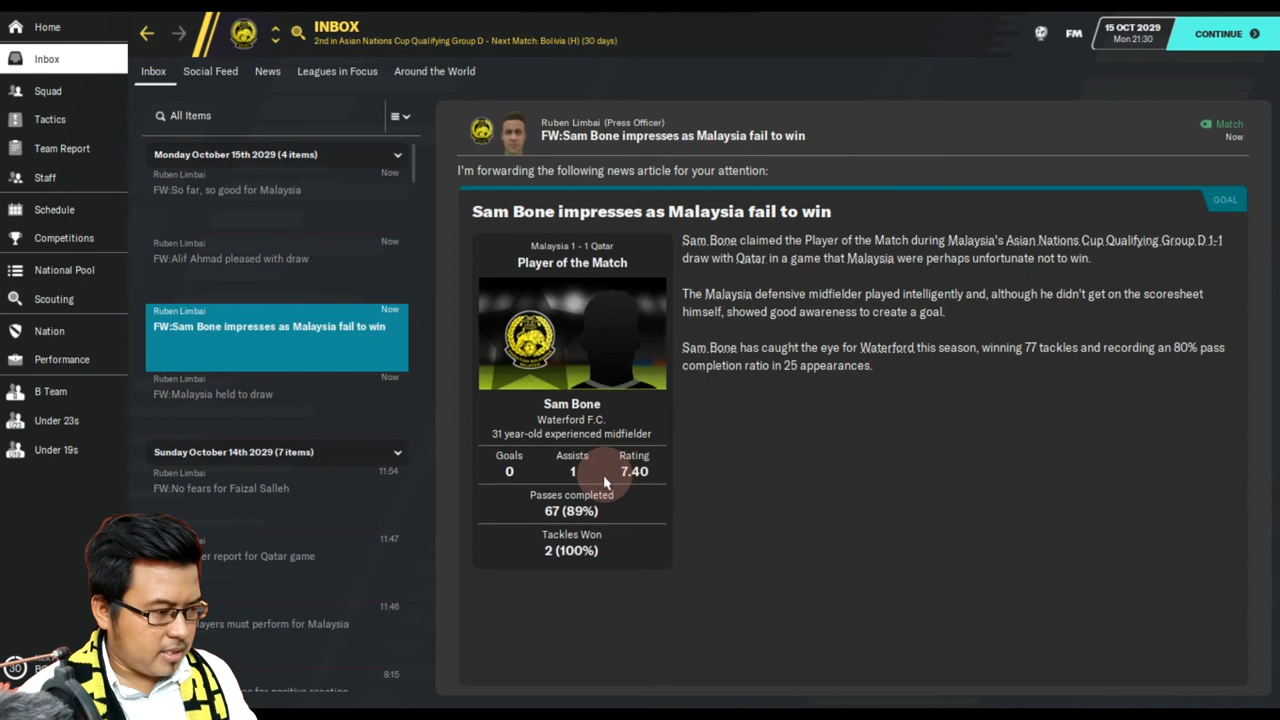 Home
Inbox
Squad
Tactics
Team Report
Staff
Schedule
Competitions
National Pool
Scouting
Nation
Performance
B Team
Under 23s
Under 19s
30
INBOX
2nd in Asian Nations Cup Qualifying Group D - Next Match: Bolivia (H) (30 days)
FM
15 OCT 2029
Mon 21:30
CONTINUE
Inbox
Social Feed
News
Leagues in Focus
Around the World
All Items
Monday October 15th 2029 (4 items)
Ruben Limbai
Now
FW:So far, so good for Malaysia
Ruben Limbai
Now
FW:Alif Ahmad pleased with draw
Ruben Limbai
Now
FW:Sam Bone impresses as Malaysia fail to win
Ruben Limbai
Now
FW:Malaysia held to draw
Sunday October 14th 2029 (7 items)
Ruben Limbai
11:54
FW:No fears for Faizal Salleh
11:47
report for Qatar game
11:46
must perform for Malaysia
8:15
for positive reaction
Ruben Limbai (Press Officer)
FW:Sam Bone impresses as Malaysia fail to win
Match
Now
I'm forwarding the following news article for your attention:
GOAL
Sam Bone impresses as Malaysia fail to win
Malaysia 1 - 1 Qatar
Player of the Match
Sam Bone
Waterford F.C.
31 year-old experienced midfielder
Goals
Assists
Rating
0
1
7.40
Passes completed
67 (89%)
Tackles Won
2 (100%)
Sam Bone claimed the Player of the Match during Malaysia's Asian Nations Cup Qualifying Group D 1-1
draw with Qatar in a game that Malaysia were perhaps unfortunate not to win.
The Malaysia defensive midfielder played intelligently and, although he didn't get on the scoresheet
himself, showed good awareness to create a goal.
Sam Bone has caught the eye for Waterford this season, winning 77 tackles and recording an 80% pass
completion ratio in 25 appearances.